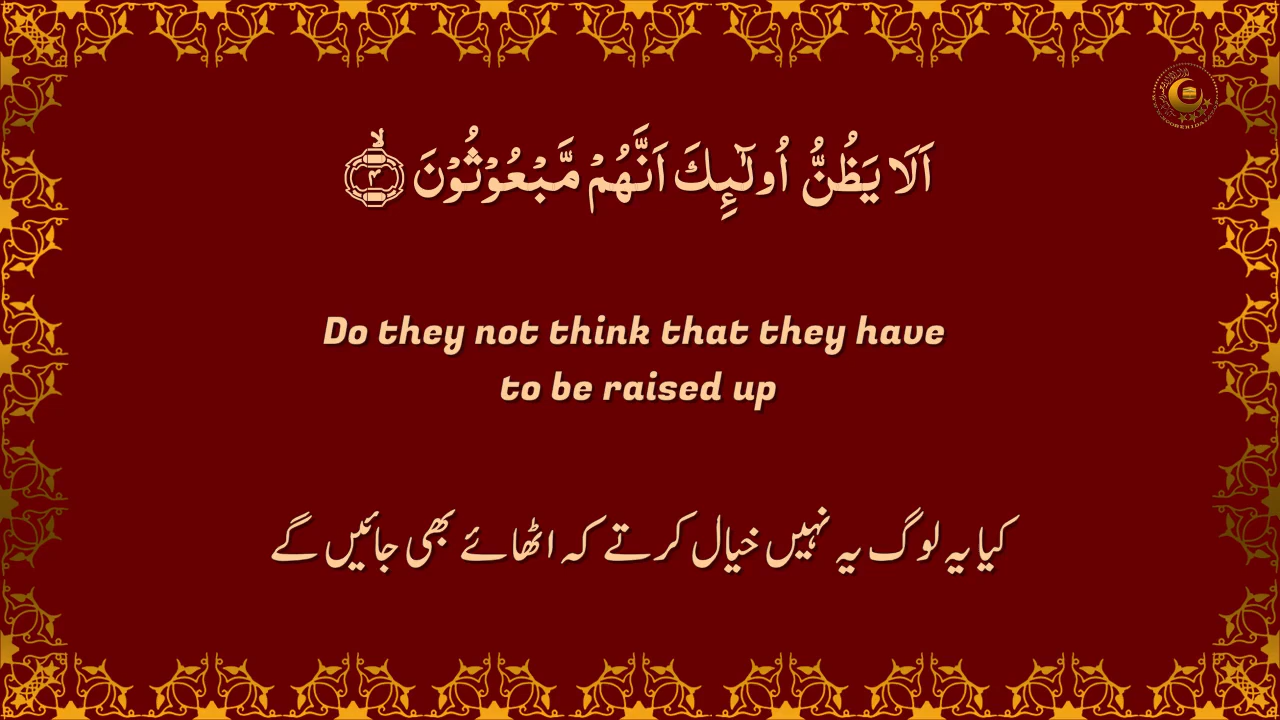 اَلَا يَظُنُّ اُولٰٓئِكَ اَنَّهُمْ مَّبْعُوْثُوْنَ ۙ‏﴿۴﴾
Do they not think that they have
to be raised up
کیا یہ لوگ یہ نہیں خیال کرتے کہ اٹھائے بھی جائیں گے